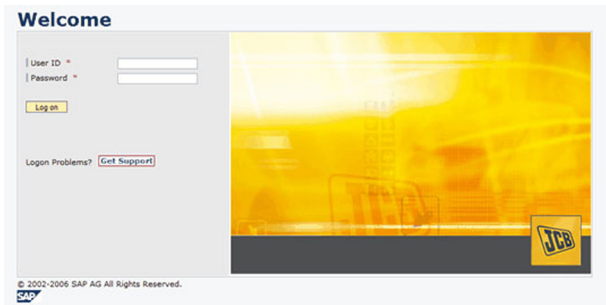 Welcome
User ID *
Password *
Log on
Logon Problems? Get Support
JCB
© 2002-2006 SAP AG All Rights Reserved.
SAP